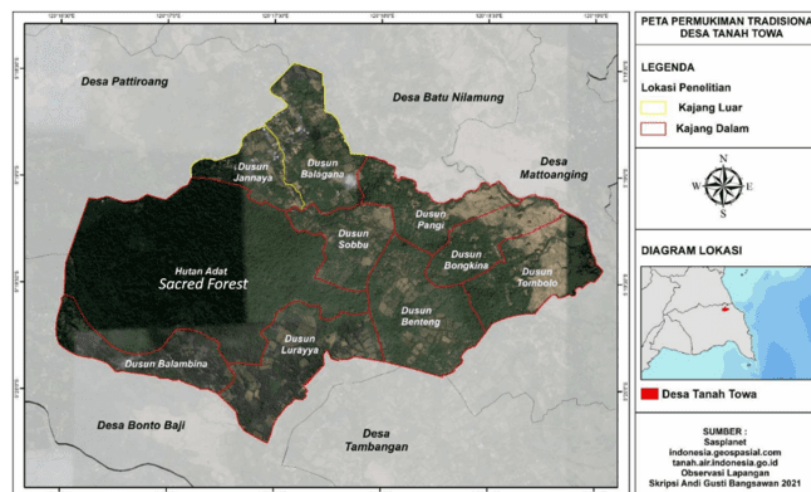 PETA PERMUKIMAN TRADISIONA
DESA TANAH TOWA
LEGENDA
Lokasi Penelitian
Kajang Luar
Kajang Dalam
N
W
E
S
DIAGRAM LOKASI
Desa Tanah Towa
SUMBER :
Sasplanet
indonesia.geospasial.com
tanah.air.indonesia.go.id
Observasi Lapangan
Skripsi Andi Gusti Bangsawan 2021
Desa Pattiroang
Desa Batu Nilamung
Desa
Mattoanging
Dusun
Jannaya
Dusun
Balagana
Dusun
Sobbu
Dusun
Pangi
Dusun
Bongkina
Dusun
Tombolo
Hutan Adat
Sacred Forest
Dusun
Benteng
Dusun
Lurayya
Dusun Balambina
Desa Bonto Baji
Desa
Tambangan